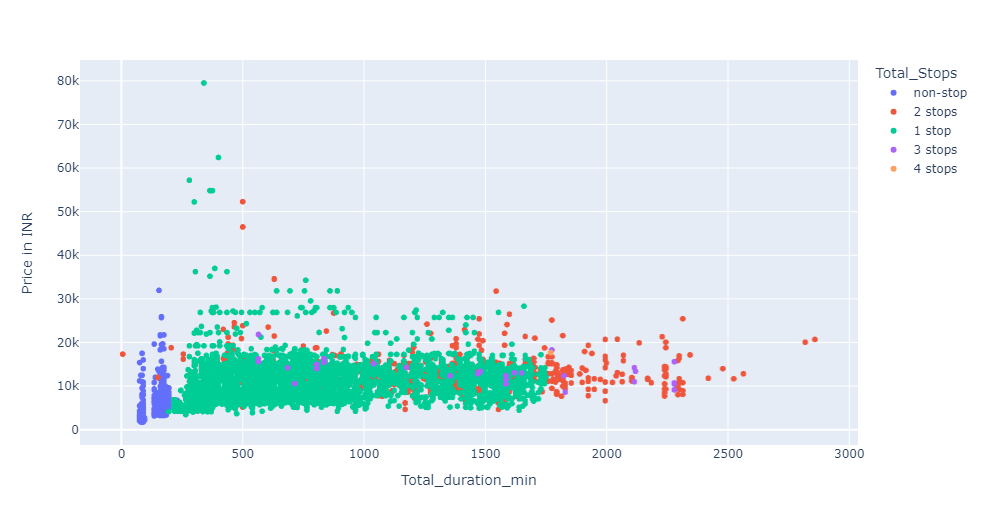 Total_Stops
non-stop
2 stops
1 stop
3 stops
4 stops
80k
70k
60k
50k
40k
30k
20k
10k
0
Price in INR
0 500 1000 1500 2000 2500 3000
Total_duration_min